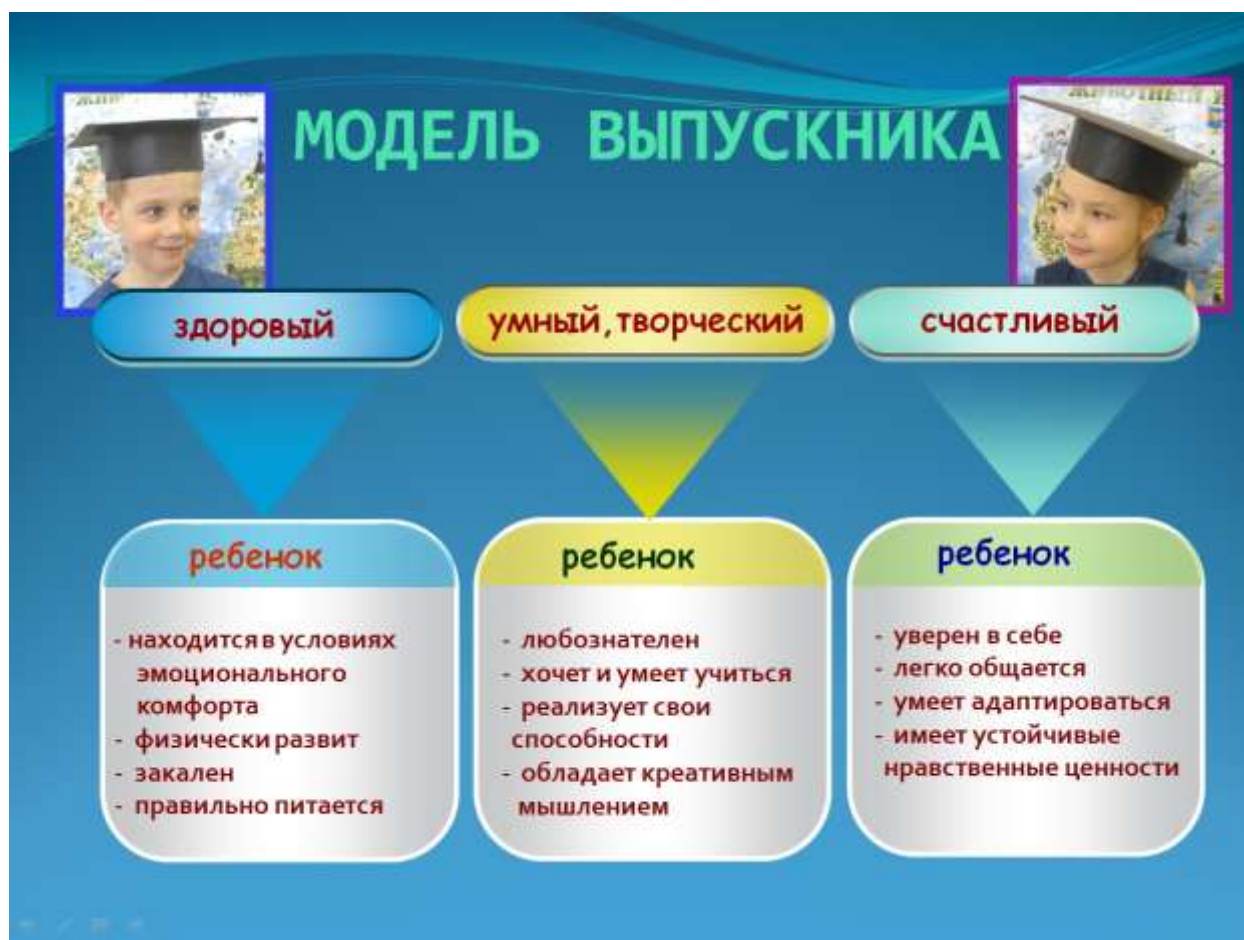 МОДЕЛЬ ВЫПУСКНИКА
здоровый
умный, творческий
счастливый
ребенок
- находится в условиях
эмоционального
комфорта
- физически развит
- закален
- правильно питается
ребенок
- любознателен
- хочет и умеет учиться
- реализует свои
способности
- обладает креативным
мышлением
ребенок
- уверен в себе
- легко общается
- умеет адаптироваться
- имеет устойчивые
нравственные ценности